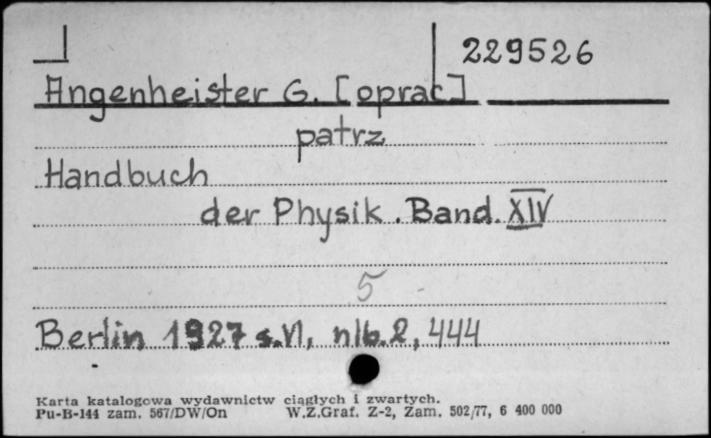 229526
Angenheister G. [oprac]
patrz
Handbuch
der Physik. Band. XIV
5
Berlin 1927 s. VI, nlb. 2, 444
Karta katalogowa wydawnictw ciągłych i zwartych.
Pu-B-144 zam. 567/DW/On W.Z.Graf. Z-2, Zam. 502/77, 6 400 000